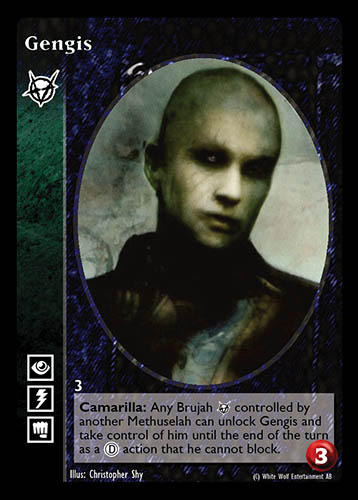 Gengis
3
Camarilla: Any Brujah controlled by
another Methuselah can unlock Gengis and
take control of him until the end of the turn
as a D action that he cannot block.
3
Illus: Christopher Shy
(C) White Wolf Entertainment AB